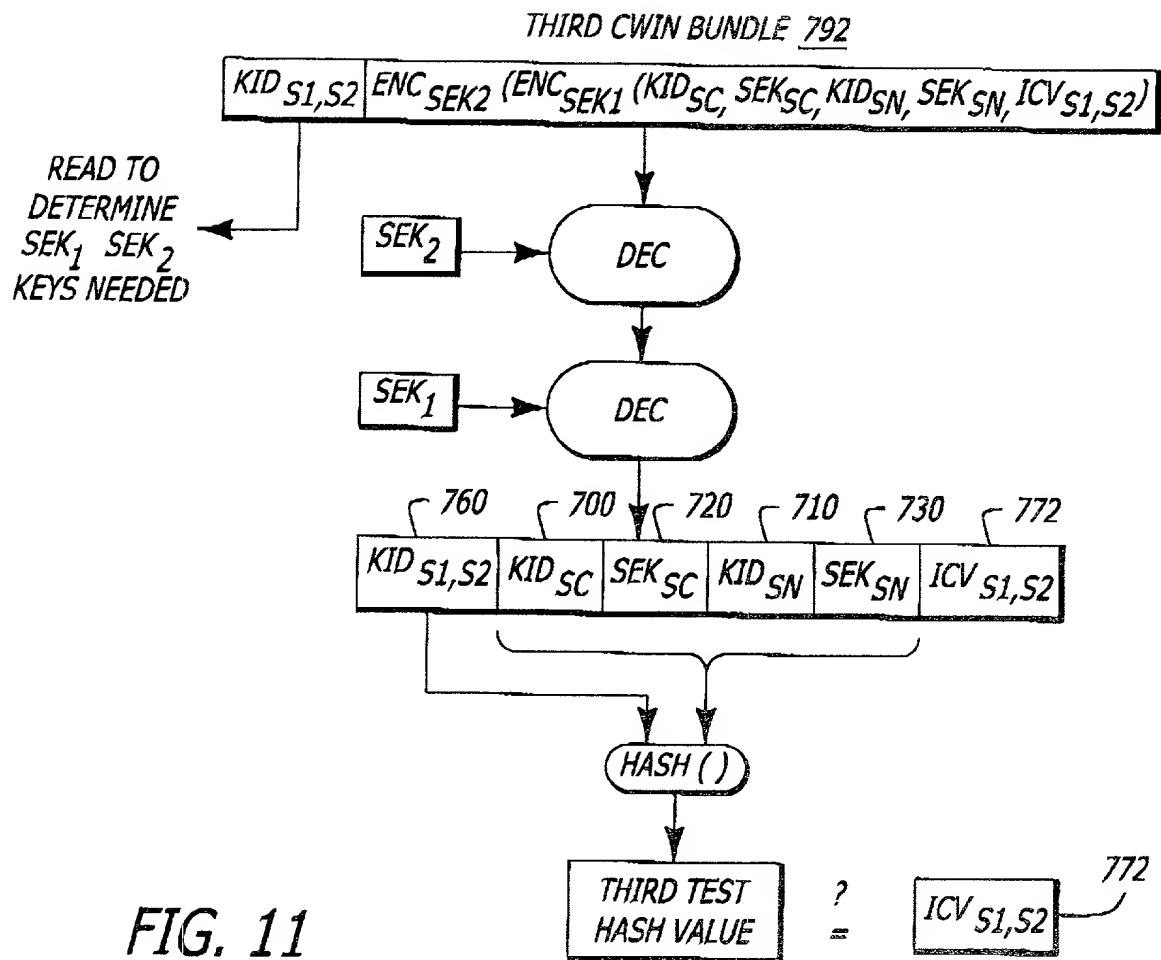 THIRD CWIN BUNDLE 792
KID S1,S2 ENC SEK2 (ENC SEK1 (KID SC, SEK SC, KID SN, SEK SN, ICV S1,S2)
READ TO
DETERMINE
SEK1 SEK2
KEYS NEEDED
SEK2
DEC
SEK1
DEC
760 700 720 710 730 772
KID S1,S2 KID SC SEK SC KID SN SEK SN ICV S1,S2
HASH ( )
THIRD TEST
HASH VALUE
?
=
ICV S1,S2
772
FIG. 11